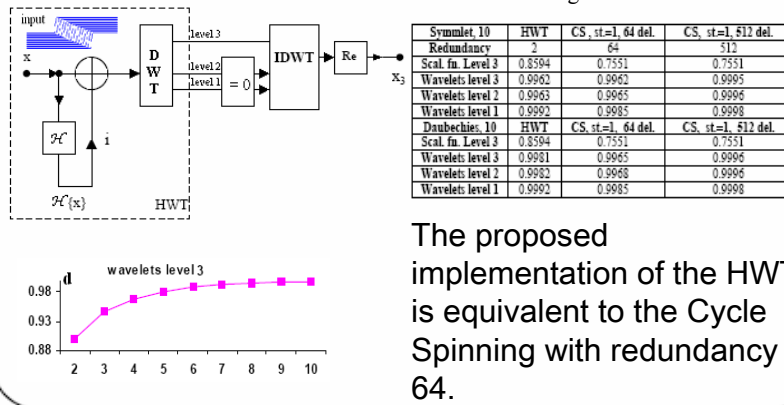 input
x
D
W
T
level 3
level 2
level 1
= 0
IDWT
Re
x3
ℋ
i
ℋ{x}
HWT
Symmlet, 10 HWT CS , st.=1, 64 del. CS, st.=1, 512 del.
Redundancy 2 64 512
Scal. fn. Level 3 0.8594 0.7551 0.7551
Wavelets level 3 0.9962 0.9962 0.9995
Wavelets level 2 0.9963 0.9965 0.9996
Wavelets level 1 0.9992 0.9985 0.9998
Daubechies, 10 HWT CS, st.=1, 64 del. CS, st.=1, 512 del.
Scal. fn. Level 3 0.8594 0.7551 0.7551
Wavelets level 3 0.9981 0.9965 0.9996
Wavelets level 2 0.9982 0.9968 0.9996
Wavelets level 1 0.9992 0.9985 0.9998
d
wavelets level 3
0.98
0.93
0.88
2 3 4 5 6 7 8 9 10
The proposed
implementation of the HWT
is equivalent to the Cycle
Spinning with redundancy
64.